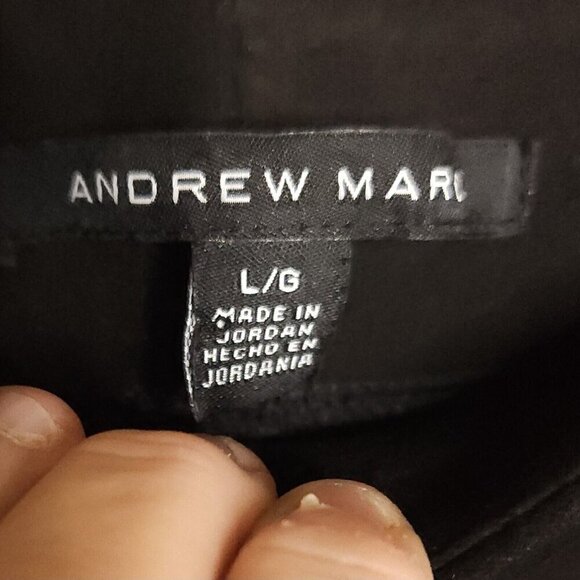 ANDREW MAR
L/G
MADE IN
JORDAN
HECHO EN
JORDANIA